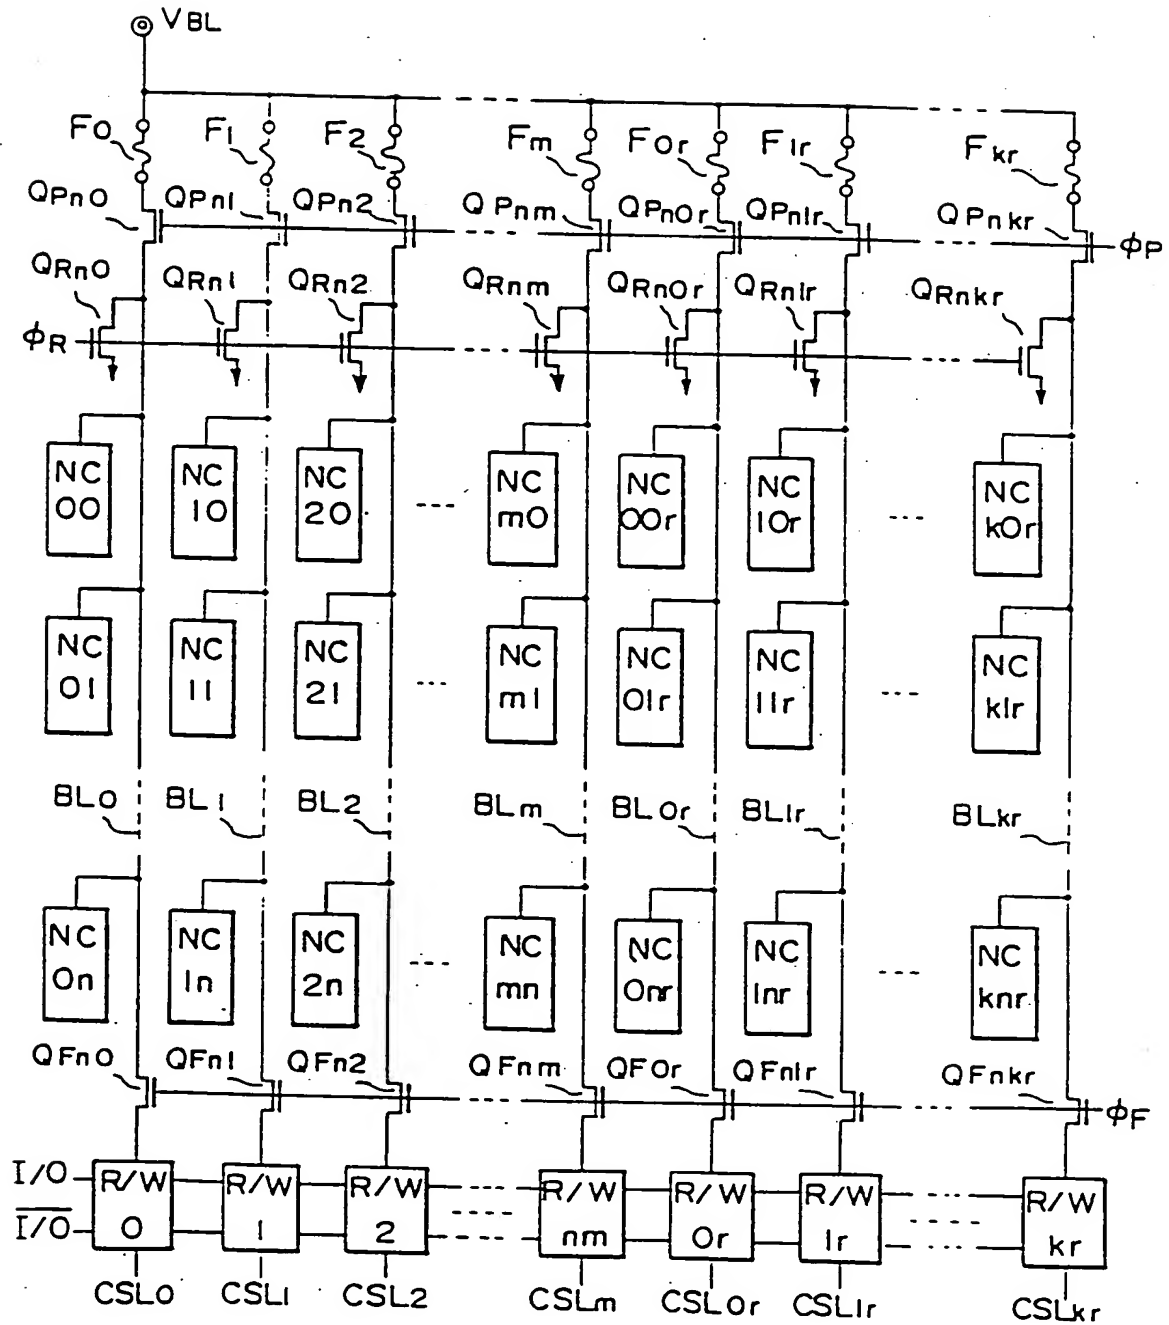 VBL
F0 F1 F2 Fm F0r F1r Fkr
QPn0 QPn1 QPn2 QPnm QPn0r QPn1r QPnkr
ϕP
QRn0 QRn1 QRn2 QRnm QRn0r QRn1r QRnkr
ϕR
NC NC NC NC NC NC NC
00 10 20 m0 00r 10r k0r
NC NC NC NC NC NC NC
01 11 21 m1 01r 11r k1r
BL0 BL1 BL2 BLm BL0r BL1r BLkr
NC NC NC NC NC NC NC
0n 1n 2n mn 0nr 1nr knr
QFn0 QFn1 QFn2 QFnm QF0r QFn1r QFnkr
ϕF
I/O R/W R/W R/W R/W R/W R/W R/W
I̅/̅O̅ 0 1 2 nm 0r 1r kr
CSL0 CSL1 CSL2 CSLm CSL0r CSL1r CSLkr